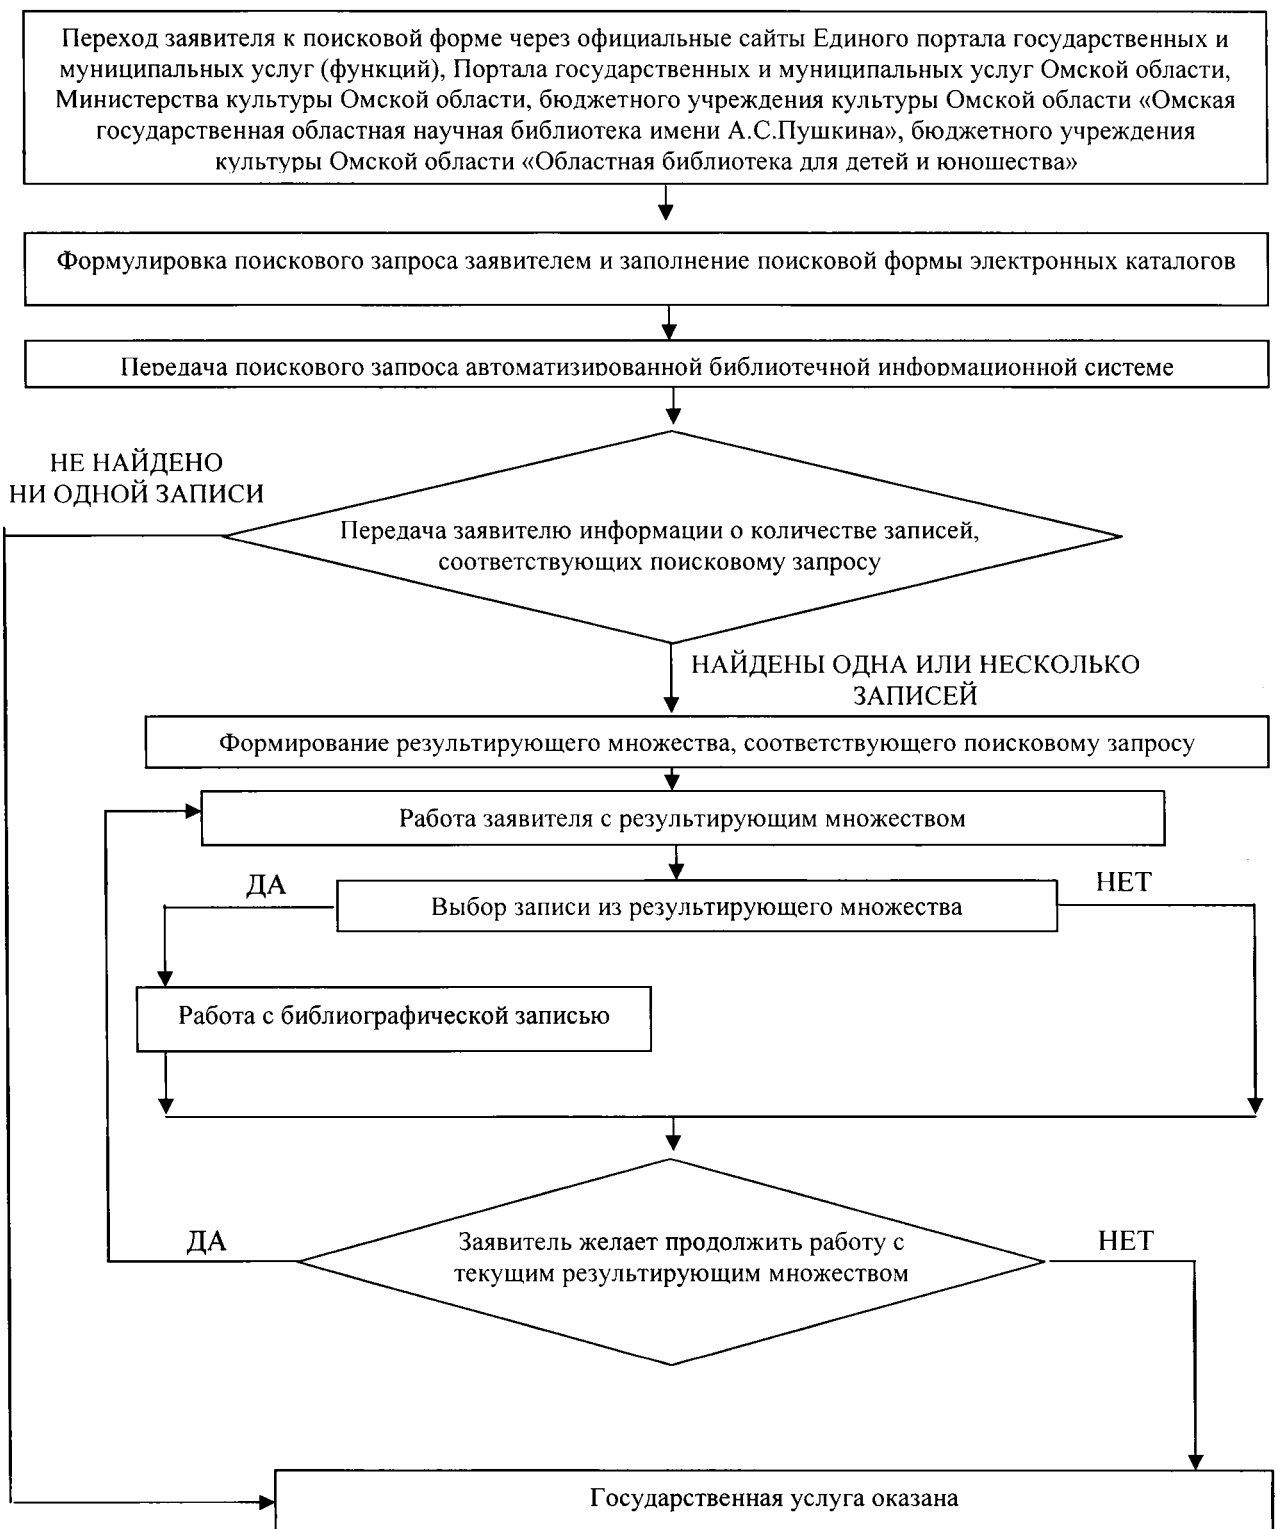 Переход заявителя к поисковой форме через официальные сайты Единого портала государственных и
муниципальных услуг (функций), Портала государственных и муниципальных услуг Омской области,
Министерства культуры Омской области, бюджетного учреждения культуры Омской области «Омская
государственная областная научная библиотека имени А.С.Пушкина», бюджетного учреждения
культуры Омской области «Областная библиотека для детей и юношества»
Формулировка поискового запроса заявителем и заполнение поисковой формы электронных каталогов
Передача поискового запроса автоматизированной библиотечной информационной системе
НЕ НАЙДЕНО
НИ ОДНОЙ ЗАПИСИ
Передача заявителю информации о количестве записей,
соответствующих поисковому запросу
НАЙДЕНЫ ОДНА ИЛИ НЕСКОЛЬКО
ЗАПИСЕЙ
Формирование результирующего множества, соответствующего поисковому запросу
Работа заявителя с результирующим множеством
ДА
Выбор записи из результирующего множества
НЕТ
Работа с библиографической записью
ДА
Заявитель желает продолжить работу с
текущим результирующим множеством
НЕТ
Государственная услуга оказана